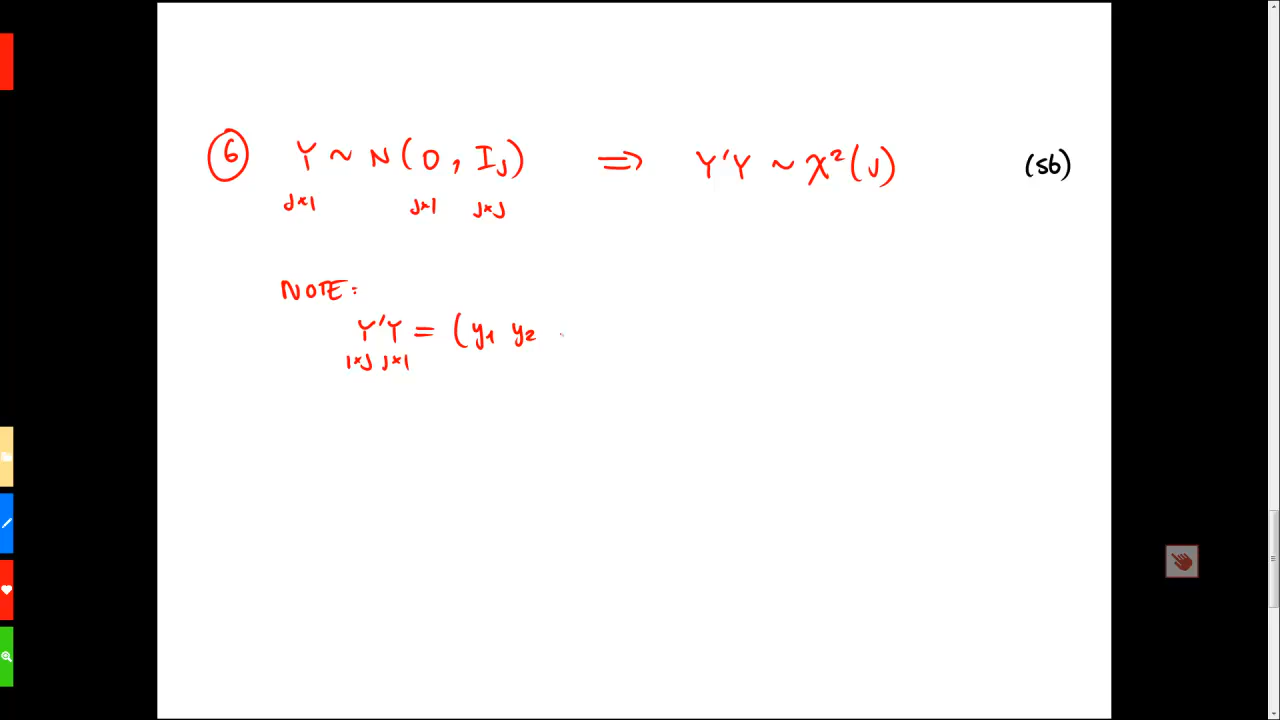 ⑥ Y ~ N(0, I_J) ⇒ Y′Y ~ χ²(J) (56)
J×1 J×1 J×J
NOTE:
Y′Y = (y₁ y₂ .
1×J J×1